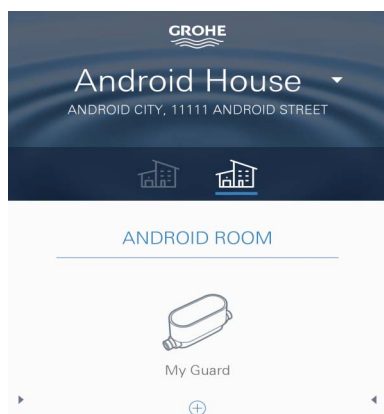 GROHE
Android House
ANDROID CITY, 11111 ANDROID STREET
ANDROID ROOM
My Guard